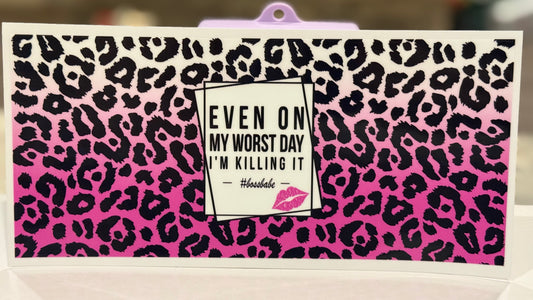 EVEN ON
MY WORST DAY
I'M KILLING IT
— #bossbabe —